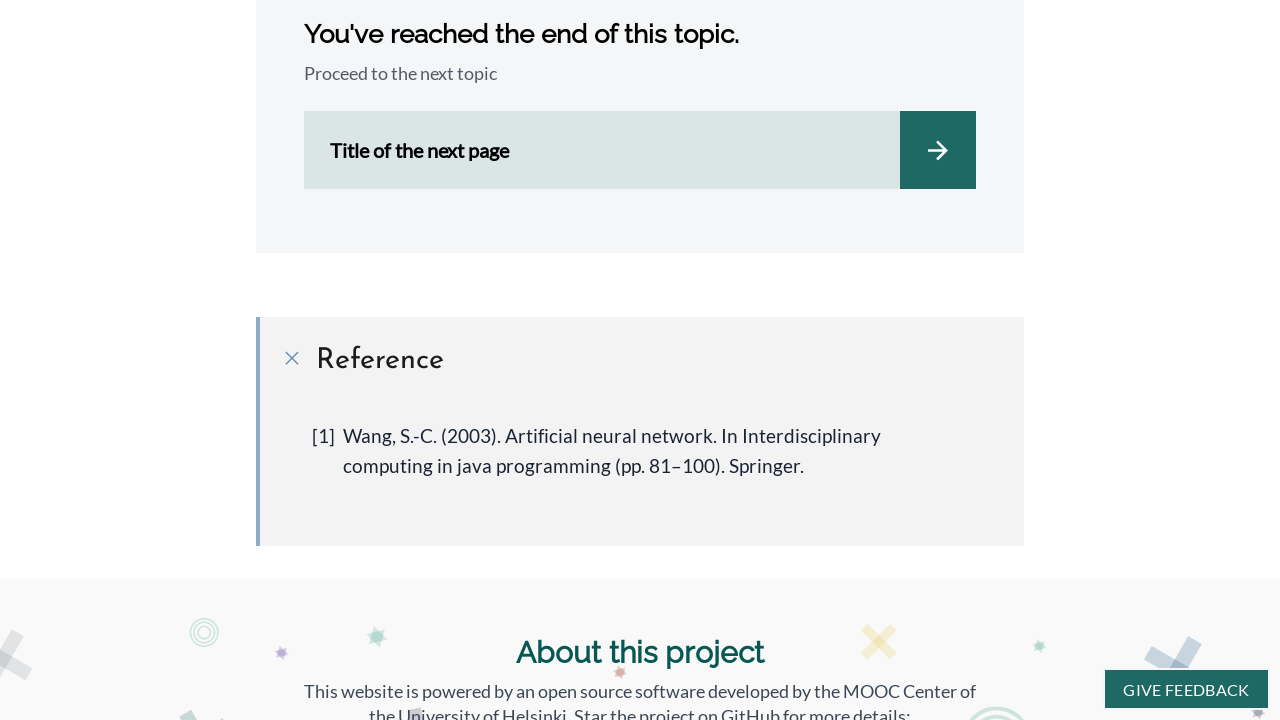 You've reached the end of this topic.
Proceed to the next topic
Title of the next page
Reference
[1] Wang, S.-C. (2003). Artificial neural network. In Interdisciplinary
computing in java programming (pp. 81–100). Springer.
About this project
This website is powered by an open source software developed by the MOOC Center of
the University of Helsinki. Star the project on GitHub for more details:
GIVE FEEDBACK